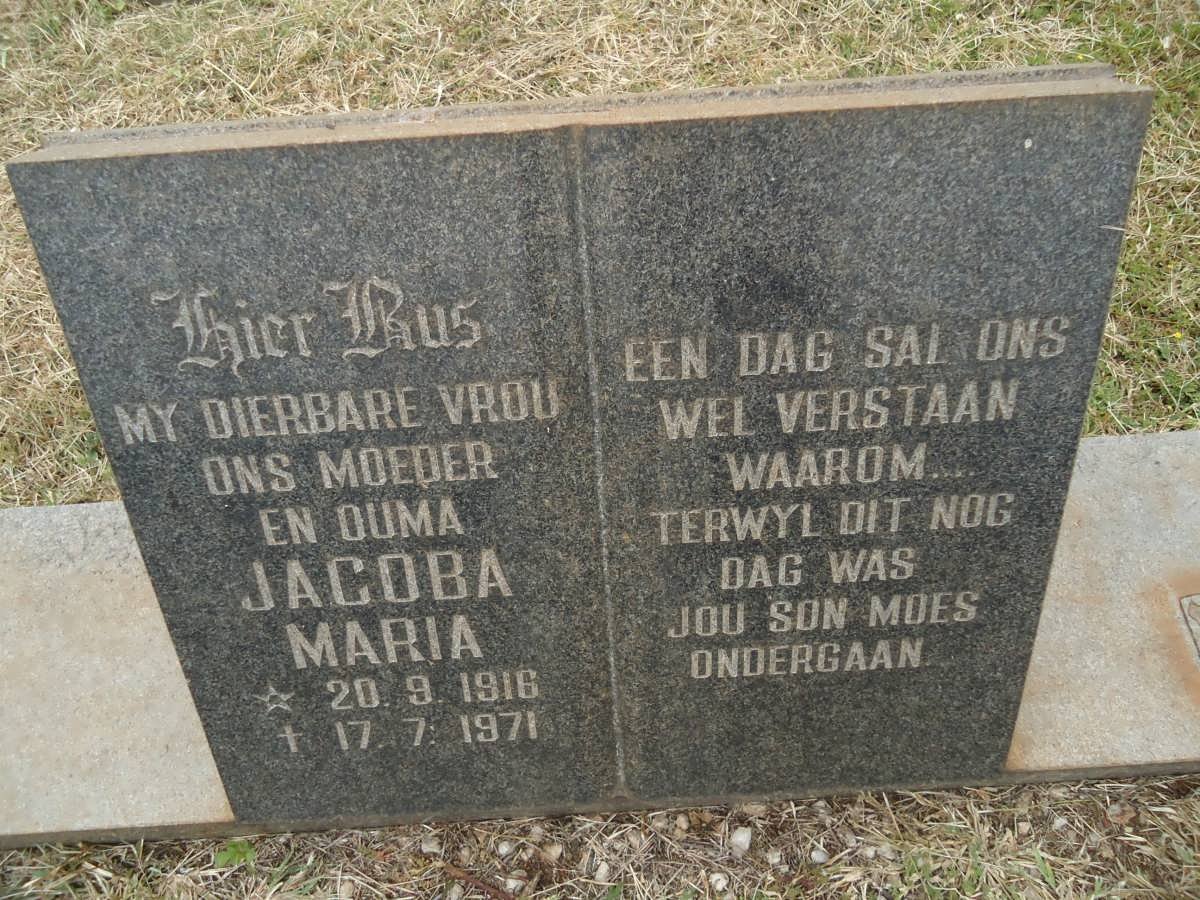 Hier Rus
MY DIERBARE VROU
ONS MOEDER
EN OUMA
JACOBA
MARIA
☆ 20. 9. 1916
† 17. 7. 1971
EEN DAG SAL ONS
WEL VERSTAAN
WAAROM....
TERWYL DIT NOG
DAG WAS
JOU SON MOES
ONDERGAAN.